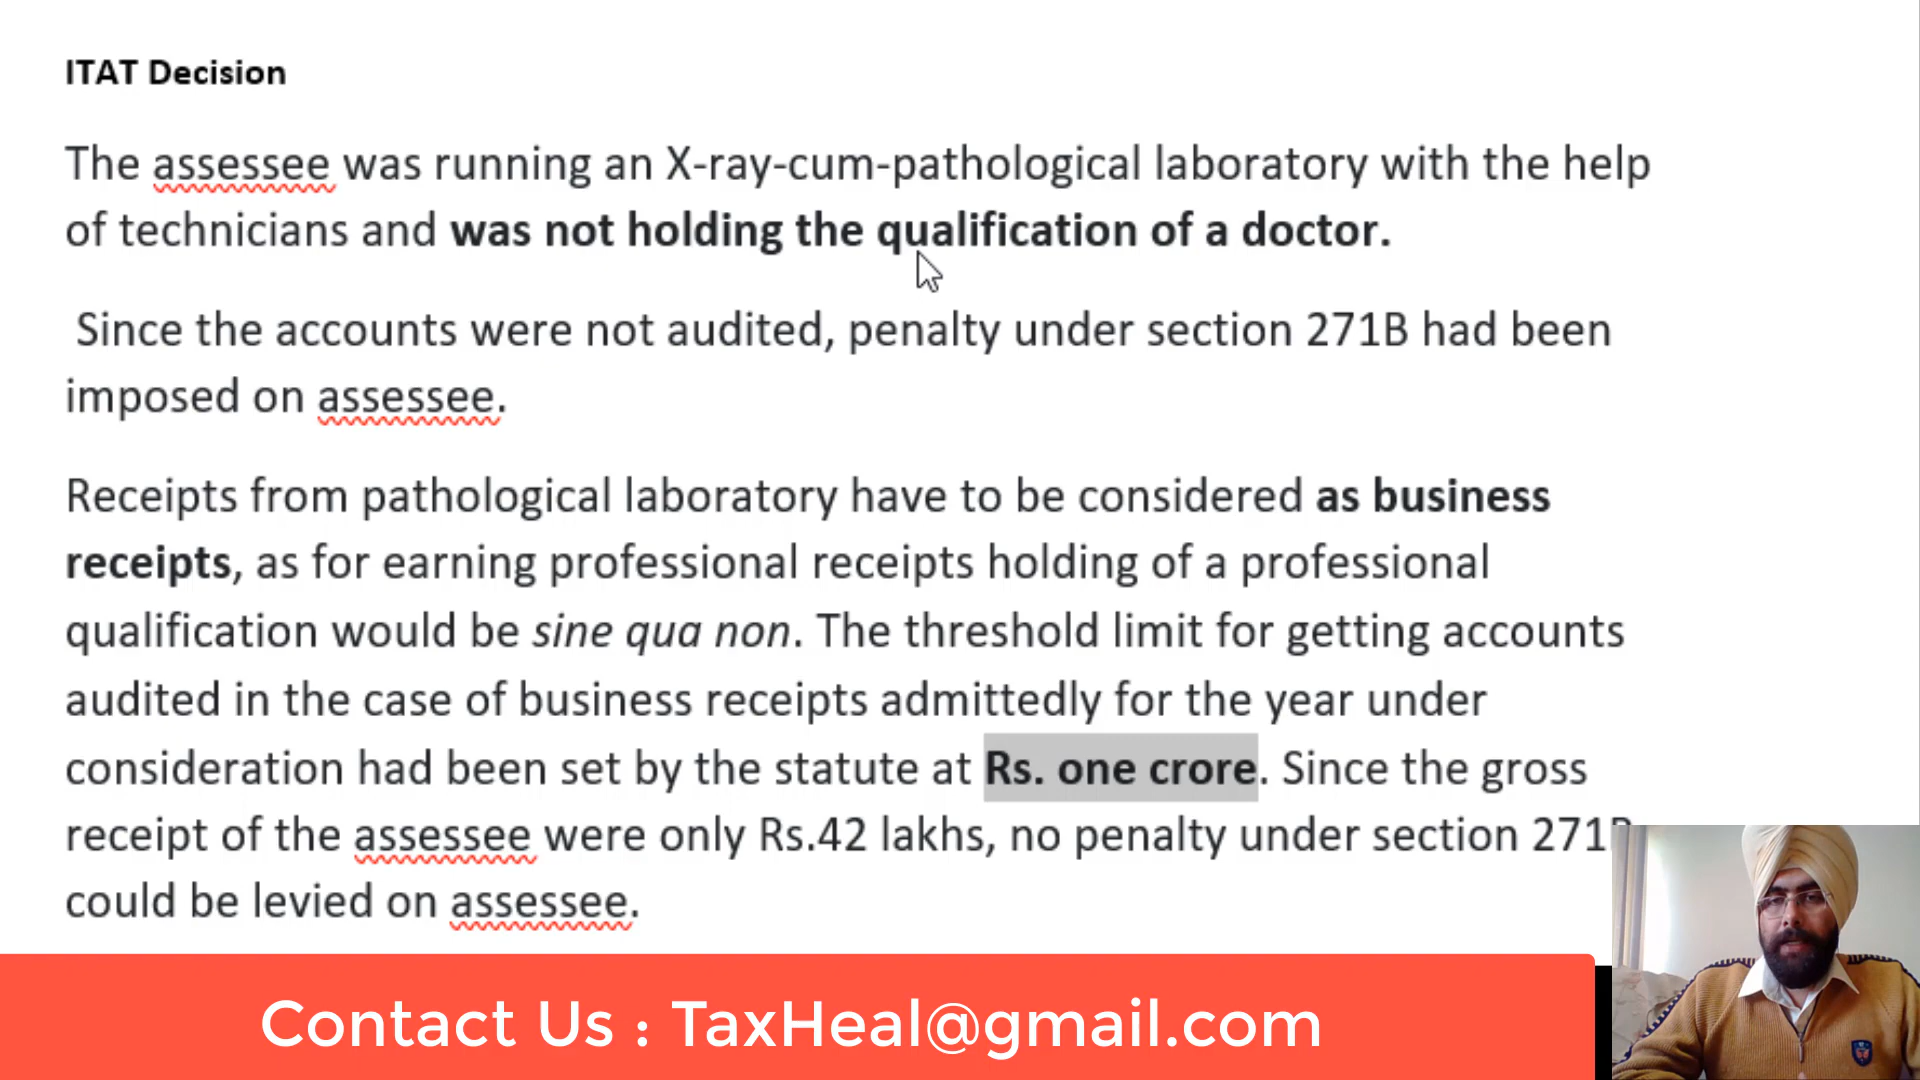 ITAT Decision
The assessee was running an X-ray-cum-pathological laboratory with the help
of technicians and was not holding the qualification of a doctor.
Since the accounts were not audited, penalty under section 271B had been
imposed on assessee.
Receipts from pathological laboratory have to be considered as business
receipts, as for earning professional receipts holding of a professional
qualification would be sine qua non. The threshold limit for getting accounts
audited in the case of business receipts admittedly for the year under
consideration had been set by the statute at Rs. one crore. Since the gross
receipt of the assessee were only Rs.42 lakhs, no penalty under section 271B
could be levied on assessee.
Contact Us : TaxHeal@gmail.com